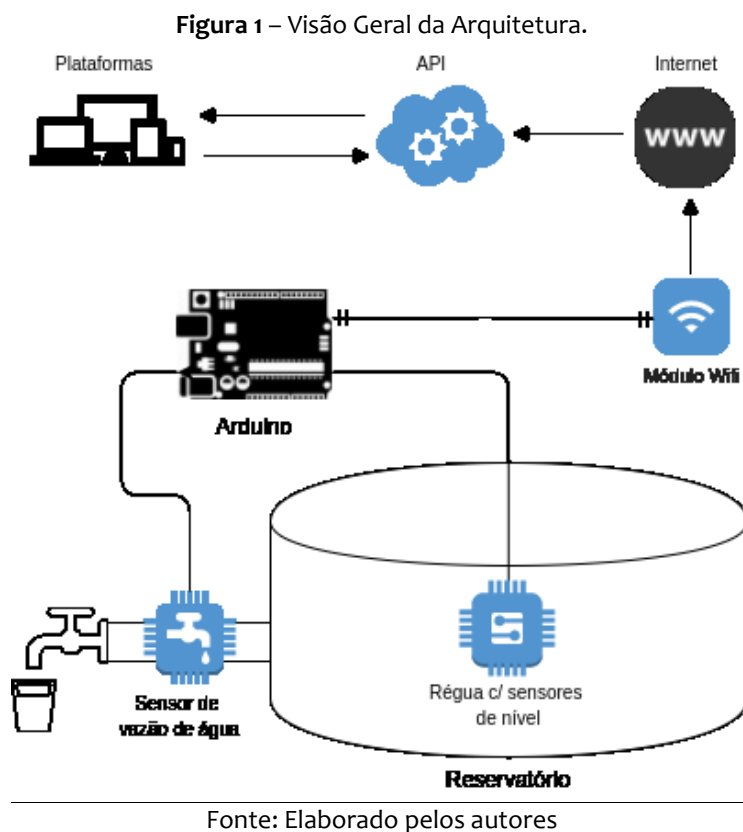 Figura 1 – Visão Geral da Arquitetura.
Plataformas
API
Internet
www
Módulo Wifi
Arduino
Régua c/ sensores
de nível
Sensor de
vazão de água
Reservatório
Fonte: Elaborado pelos autores